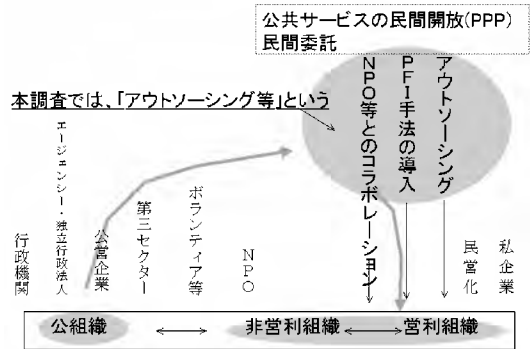 公共サービスの民間開放(PPP)
民間委託
本調査では、「アウトソーシング等」という
行政機関
エージェンシー・独立行政法人
公営企業
第三セクター
ボランティア等
NPO
NPO等とのコラボレーション
PFI手法の導入
アウトソーシング
民営化
私企業
公組織
非営利組織
営利組織